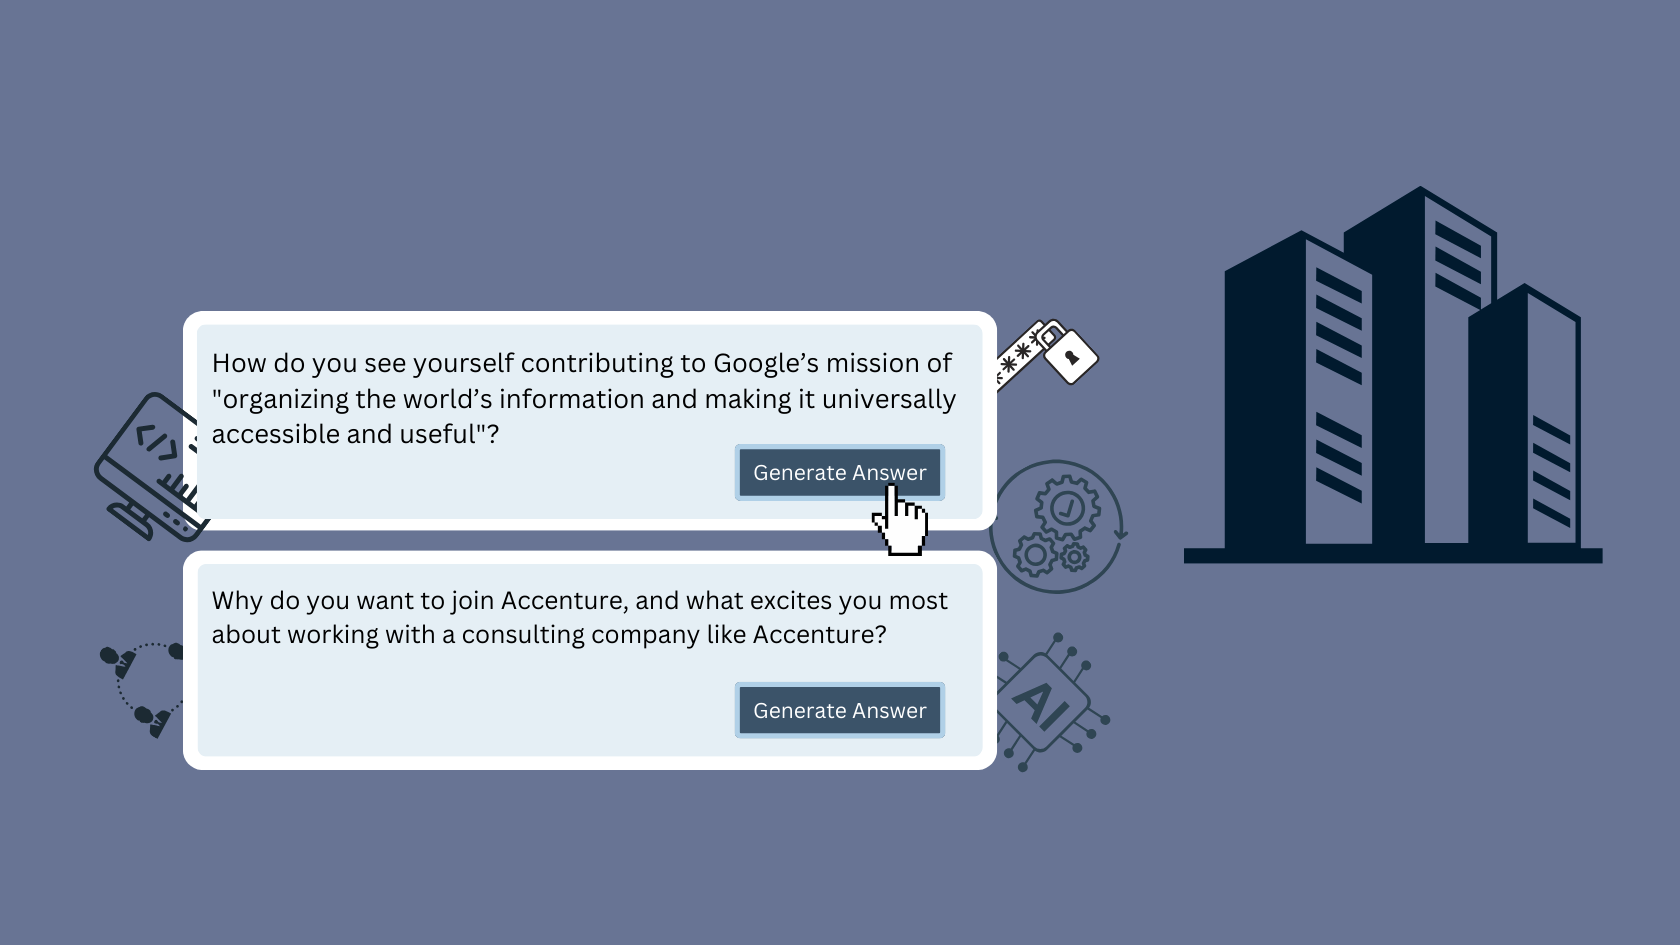 How do you see yourself contributing to Google’s mission of
"organizing the world’s information and making it universally
accessible and useful"?
Generate Answer
Why do you want to join Accenture, and what excites you most
about working with a consulting company like Accenture?
Generate Answer
</>
***
AI